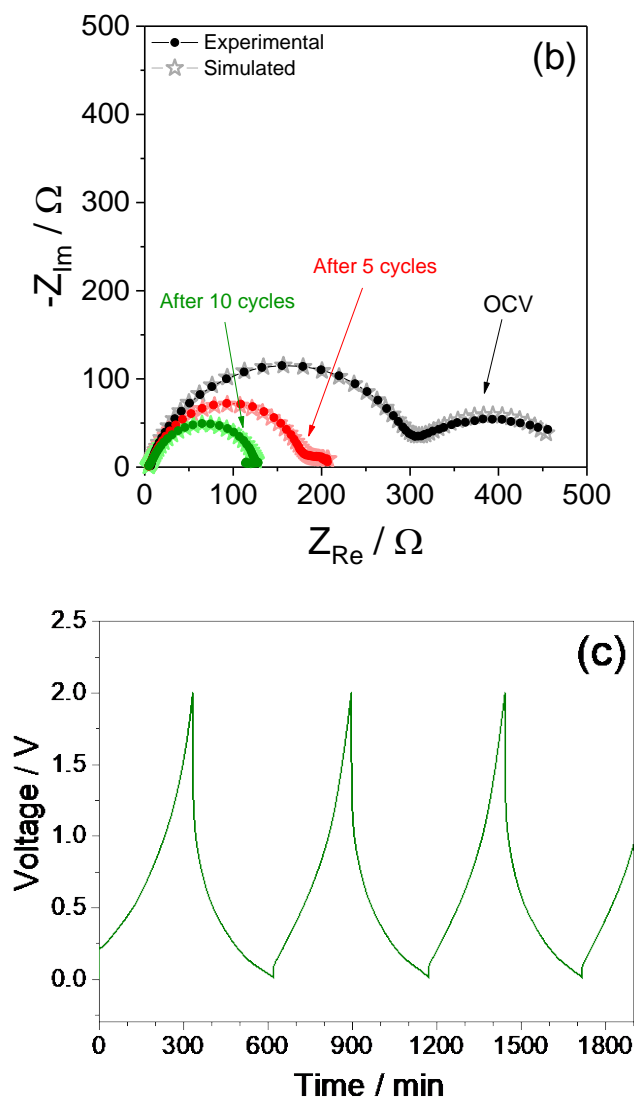 500
Experimental
Simulated
(b)
400
300
-Z_Im / Ω
200
After 5 cycles
After 10 cycles
OCV
100
0
0 100 200 300 400 500
Z_Re / Ω
2.5
(c)
2.0
1.5
Voltage / V
1.0
0.5
0.0
0 300 600 900 1200 1500 1800
Time / min